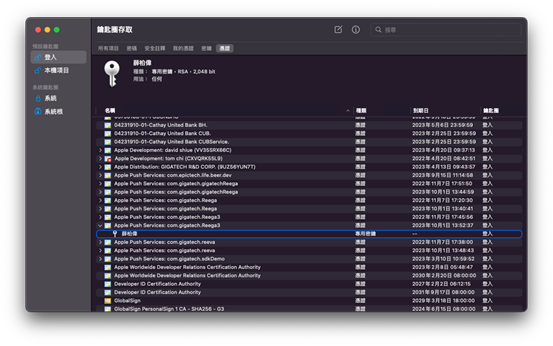 鑰匙圈存取
搜尋
預設鑰匙圈
登入
本機項目
系統鑰匙圈
系統
系統根
所有項目 密碼 安全註釋 我的憑證 密鑰 憑證
薛柏偉
種類： 專用密鑰，RSA，2,048 bit
用法： 任何
名稱 種類 到期日 鑰匙圈
04231910-01-Cathay United Bank BH. 憑證 2023年5月6日 23:59:59 登入
04231910-01-Cathay United Bank CUB. 憑證 2023年2月25日 23:59:59 登入
04231910-01-Cathay United Bank CUBService. 憑證 2023年2月25日 23:59:59 登入
Apple Development: david shiue (VV35SRX66C) 憑證 2023年4月20日 09:37:13 登入
Apple Development: tom chi (CXVQRK55L9) 憑證 2022年4月20日 08:42:51 登入
Apple Distribution: GIGATECH R&D CORP. (9UZ56YUN7T) 憑證 2023年4月13日 09:43:57 登入
Apple Push Services: com.epictech.life.beer.dev 憑證 2023年9月15日 11:14:58 登入
Apple Push Services: com.gigatech.gigatechReega 憑證 2022年11月7日 17:51:50 登入
Apple Push Services: com.gigatech.gigatechReega 憑證 2023年10月1日 13:44:59 登入
Apple Push Services: com.gigatech.Reega 憑證 2022年11月7日 17:20:30 登入
Apple Push Services: com.gigatech.Reega 憑證 2023年10月1日 13:40:41 登入
Apple Push Services: com.gigatech.Reega3 憑證 2022年11月7日 17:45:56 登入
Apple Push Services: com.gigatech.Reega3 憑證 2023年10月1日 13:52:37 登入
薛柏偉 專用密鑰 -- 登入
Apple Push Services: com.gigatech.reeva 憑證 2022年11月7日 17:38:00 登入
Apple Push Services: com.gigatech.reeva 憑證 2023年10月1日 13:48:43 登入
Apple Push Services: com.gigatech.sdkDemo 憑證 2023年3月10日 10:59:52 登入
Apple Worldwide Developer Relations Certification Authority 憑證 2023年2月8日 05:48:47 登入
Apple Worldwide Developer Relations Certification Authority 憑證 2030年2月20日 08:00:00 登入
Developer ID Certification Authority 憑證 2027年2月2日 06:12:15 登入
Developer ID Certification Authority 憑證 2031年9月17日 08:00:00 登入
GlobalSign 憑證 2029年3月18日 18:00:00 登入
GlobalSign PersonalSign 1 CA - SHA256 - G3 憑證 2024年6月15日 08:00:00 登入